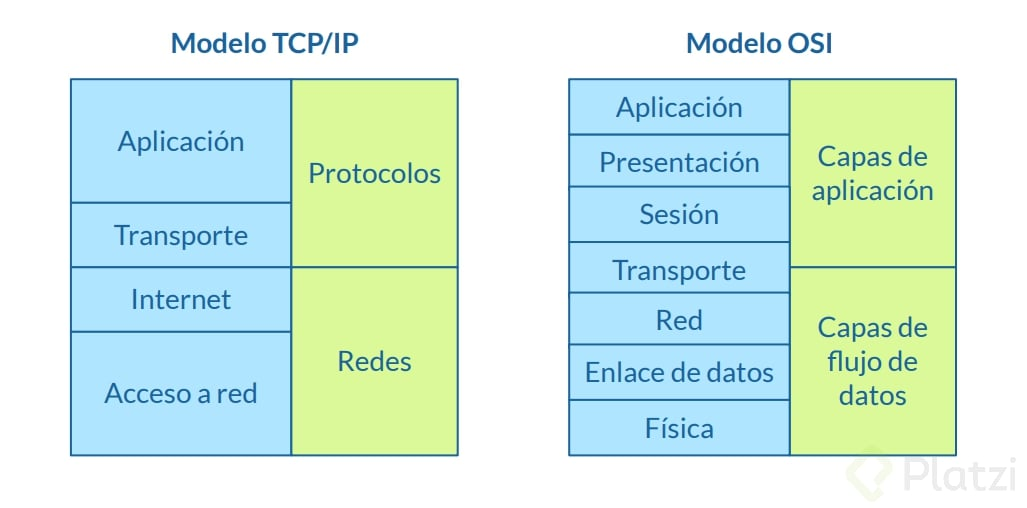 Modelo TCP/IP
Aplicación
Transporte
Internet
Acceso a red
Protocolos
Redes
Modelo OSI
Aplicación
Presentación
Sesión
Transporte
Red
Enlace de datos
Física
Capas de
aplicación
Capas de
flujo de
datos
Platzi